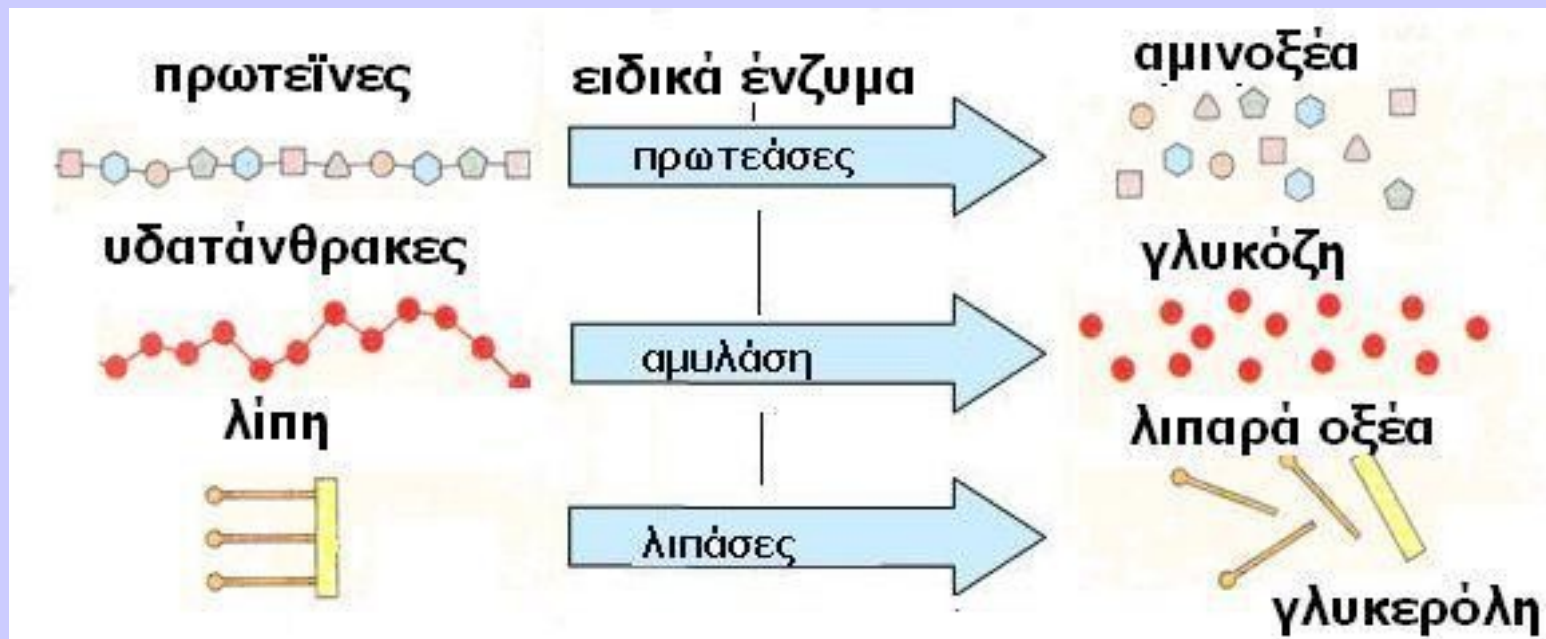 πρωτεΐνες
ειδικά ένζυμα
αμινοξέα
πρωτεάσες
υδατάνθρακες
γλυκόζη
αμυλάση
λίπη
λιπαρά οξέα
λιπάσες
γλυκερόλη